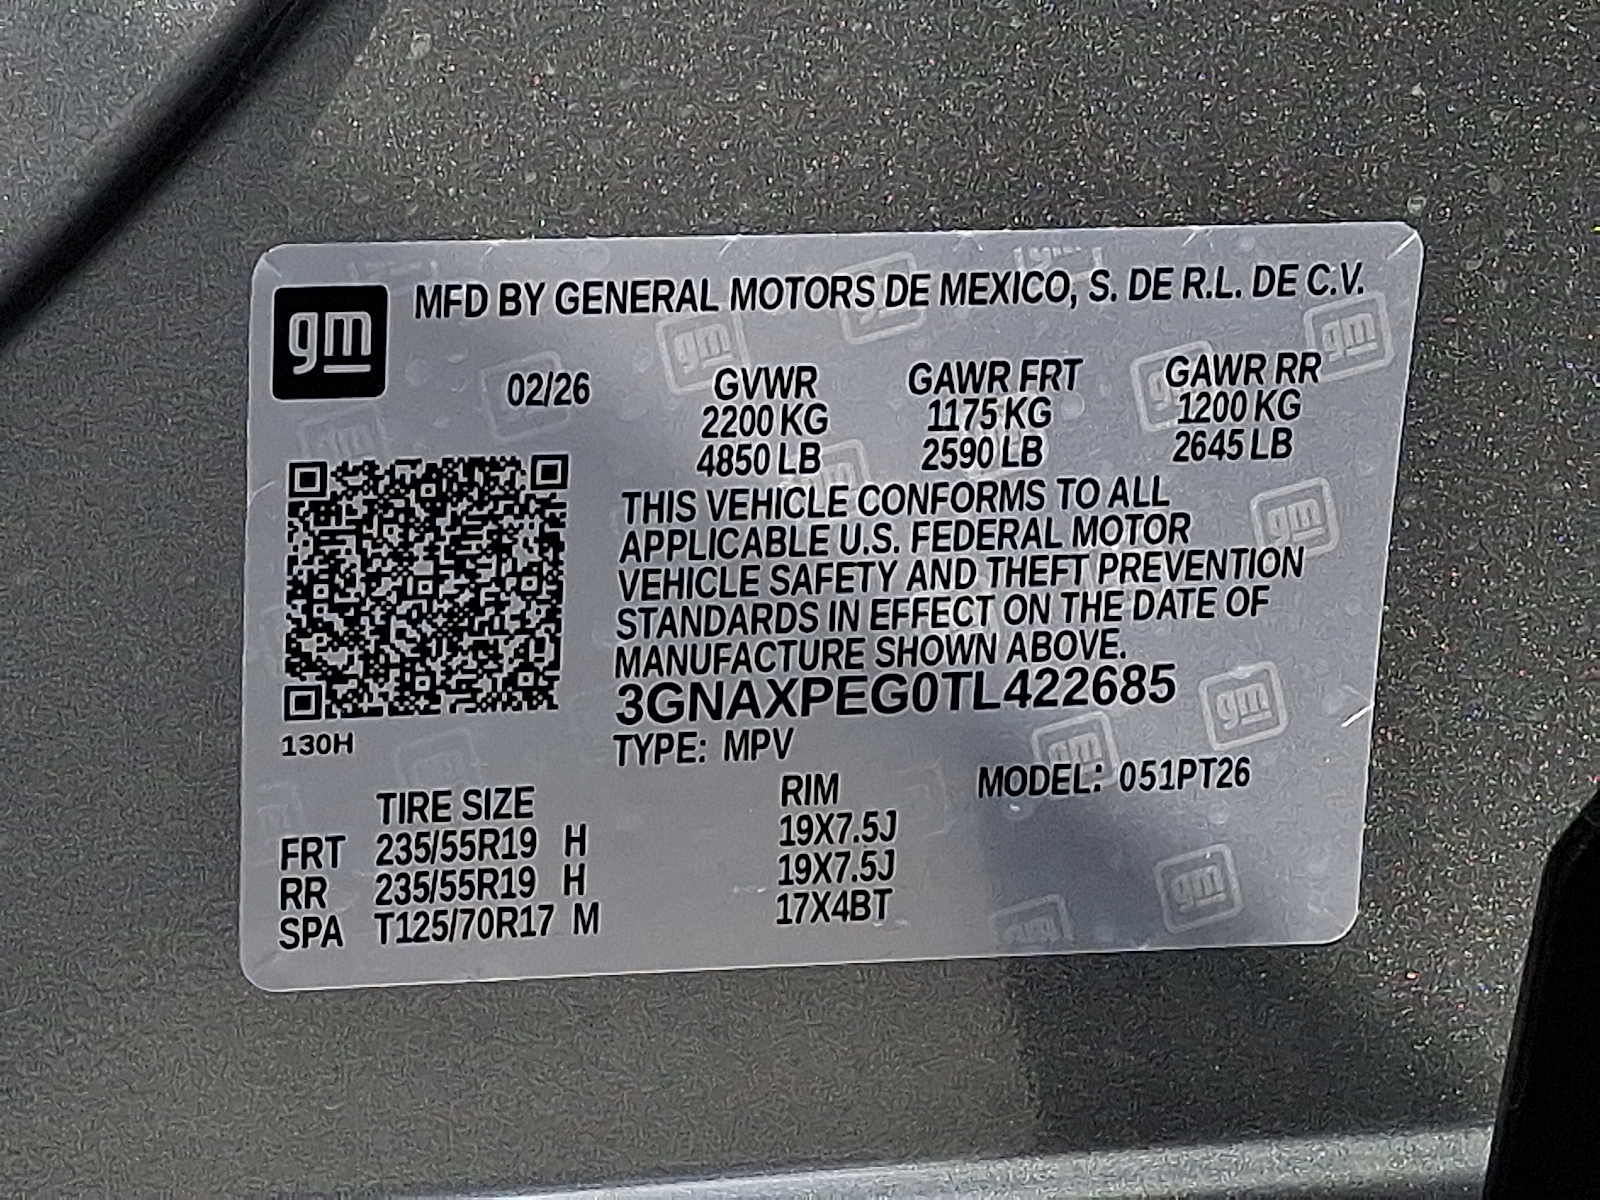 gm
MFD BY GENERAL MOTORS DE MEXICO, S. DE R.L. DE C.V.
02/26 GVWR GAWR FRT GAWR RR
2200 KG 1175 KG 1200 KG
4850 LB 2590 LB 2645 LB
THIS VEHICLE CONFORMS TO ALL
APPLICABLE U.S. FEDERAL MOTOR
VEHICLE SAFETY AND THEFT PREVENTION
STANDARDS IN EFFECT ON THE DATE OF
MANUFACTURE SHOWN ABOVE.
3GNAXPEG0TL422685
130H
TYPE: MPV
MODEL: 051PT26
TIRE SIZE RIM
FRT 235/55R19 H 19X7.5J
RR 235/55R19 H 19X7.5J
SPA T125/70R17 M 17X4BT